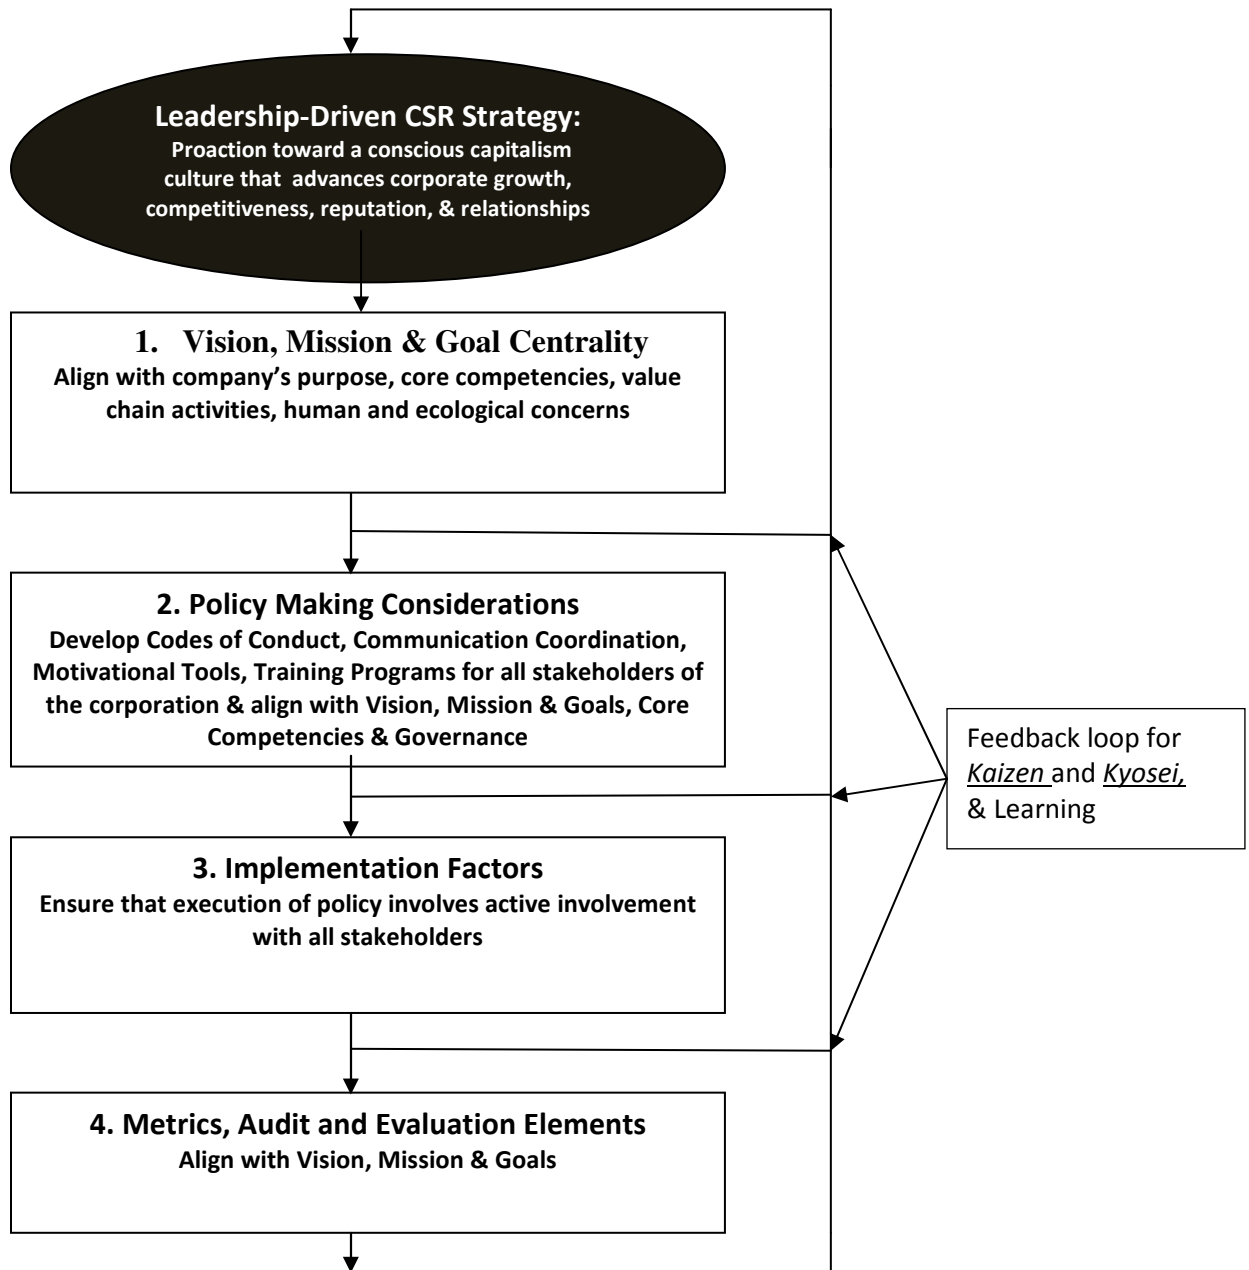 Leadership-Driven CSR Strategy:
Proaction toward a conscious capitalism
culture that advances corporate growth,
competitiveness, reputation, & relationships
1. Vision, Mission & Goal Centrality
Align with company’s purpose, core competencies, value
chain activities, human and ecological concerns
2. Policy Making Considerations
Develop Codes of Conduct, Communication Coordination,
Motivational Tools, Training Programs for all stakeholders of
the corporation & align with Vision, Mission & Goals, Core
Competencies & Governance
Feedback loop for
Kaizen and Kyosei,
& Learning
3. Implementation Factors
Ensure that execution of policy involves active involvement
with all stakeholders
4. Metrics, Audit and Evaluation Elements
Align with Vision, Mission & Goals